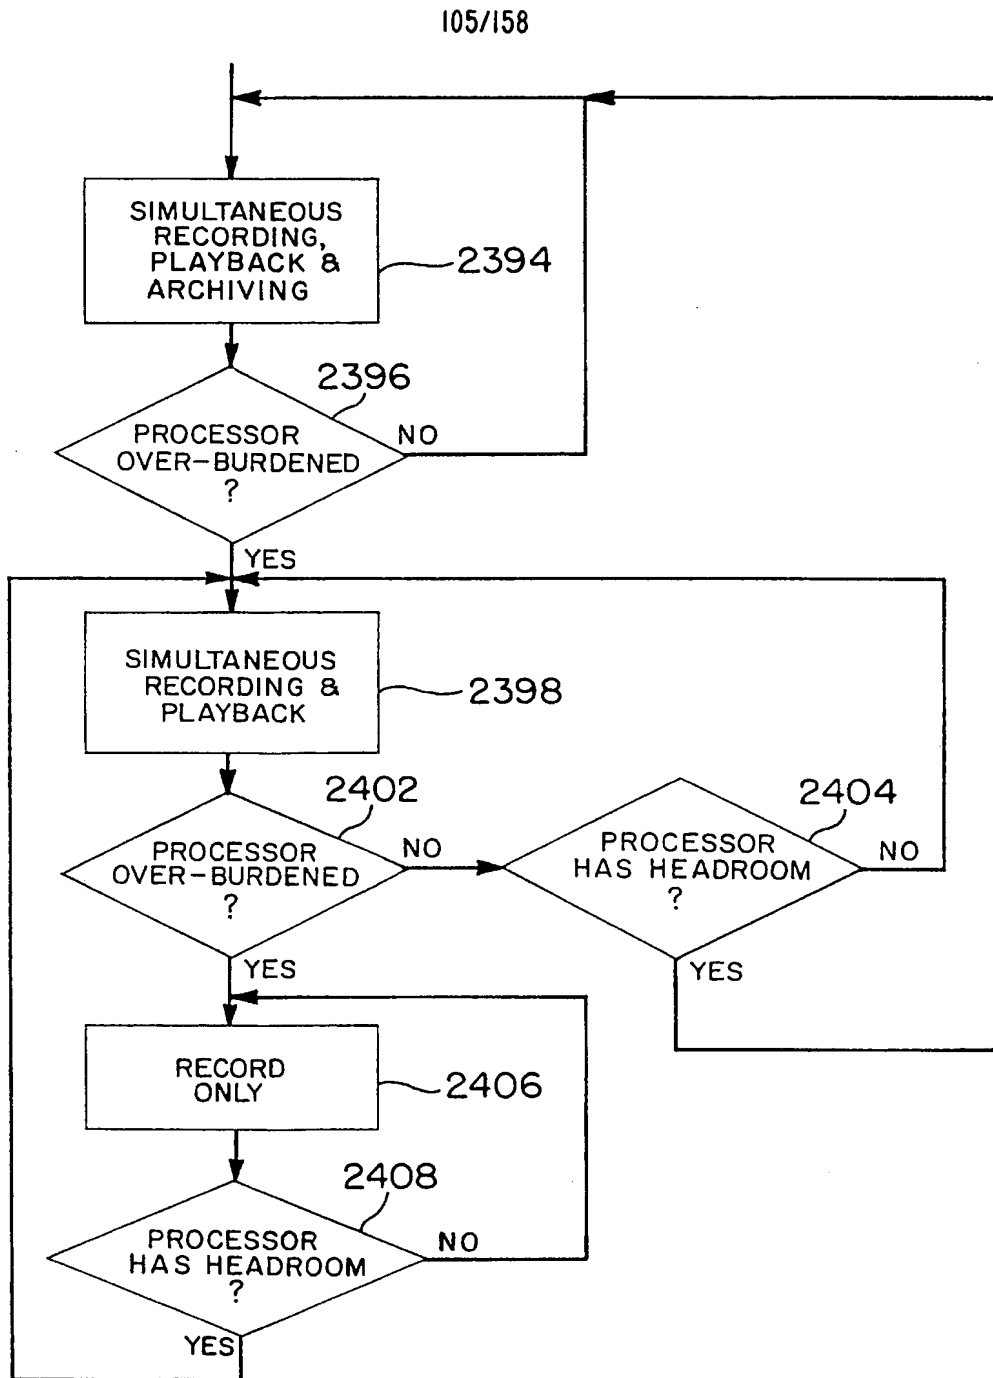 105/158
SIMULTANEOUS
RECORDING,
PLAYBACK &
ARCHIVING
2394
2396
PROCESSOR
OVER-BURDENED
?
NO
YES
SIMULTANEOUS
RECORDING &
PLAYBACK
2398
2402
PROCESSOR
OVER-BURDENED
?
NO
2404
PROCESSOR
HAS HEADROOM
?
NO
YES
YES
RECORD
ONLY
2406
2408
PROCESSOR
HAS HEADROOM
?
NO
YES